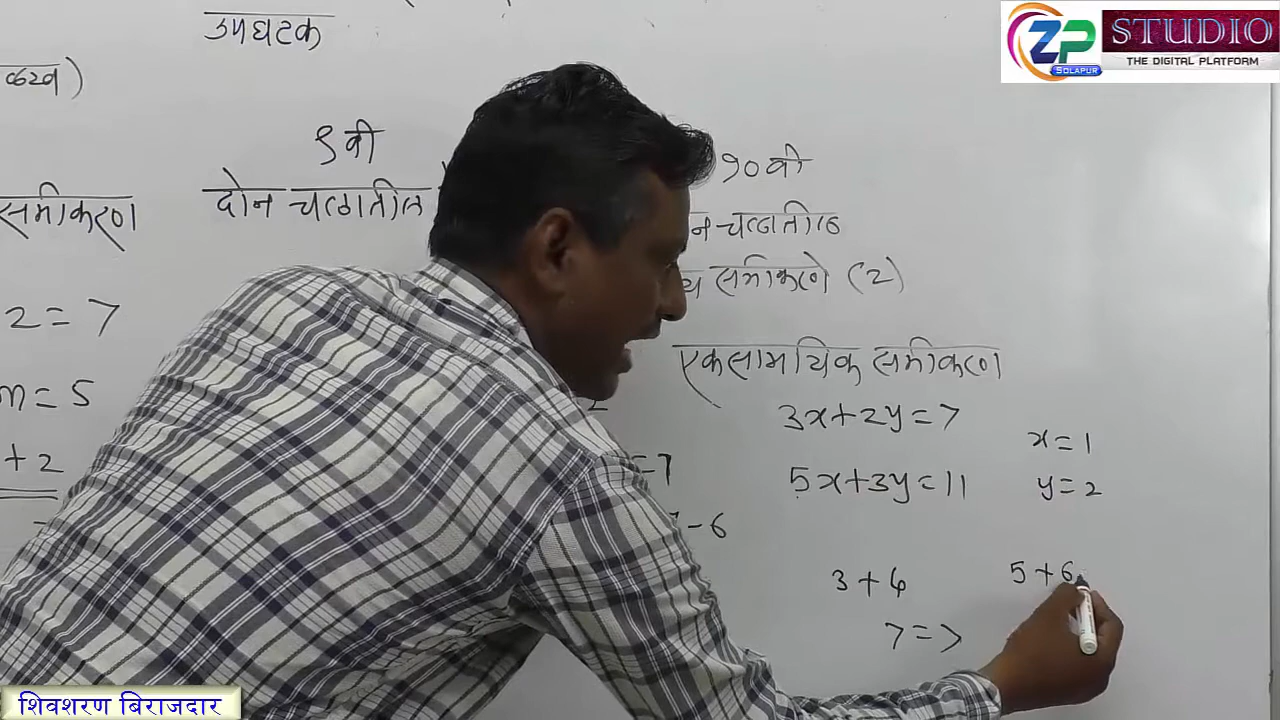 उपघटक
ZP STUDIO
SOLAPUR
THE DIGITAL PLATFORM
९वी
१०वी
समीकरण
दोन चलातील
चलातील
समीकरणे (2)
2 = 7
एकसामयिक समीकरण
m = 5
3x+2y=7
x=1
+ 2
=7
5x+3y=11
y=2
- 6
3+4
5+6
7=7
शिवशरण बिराजदार